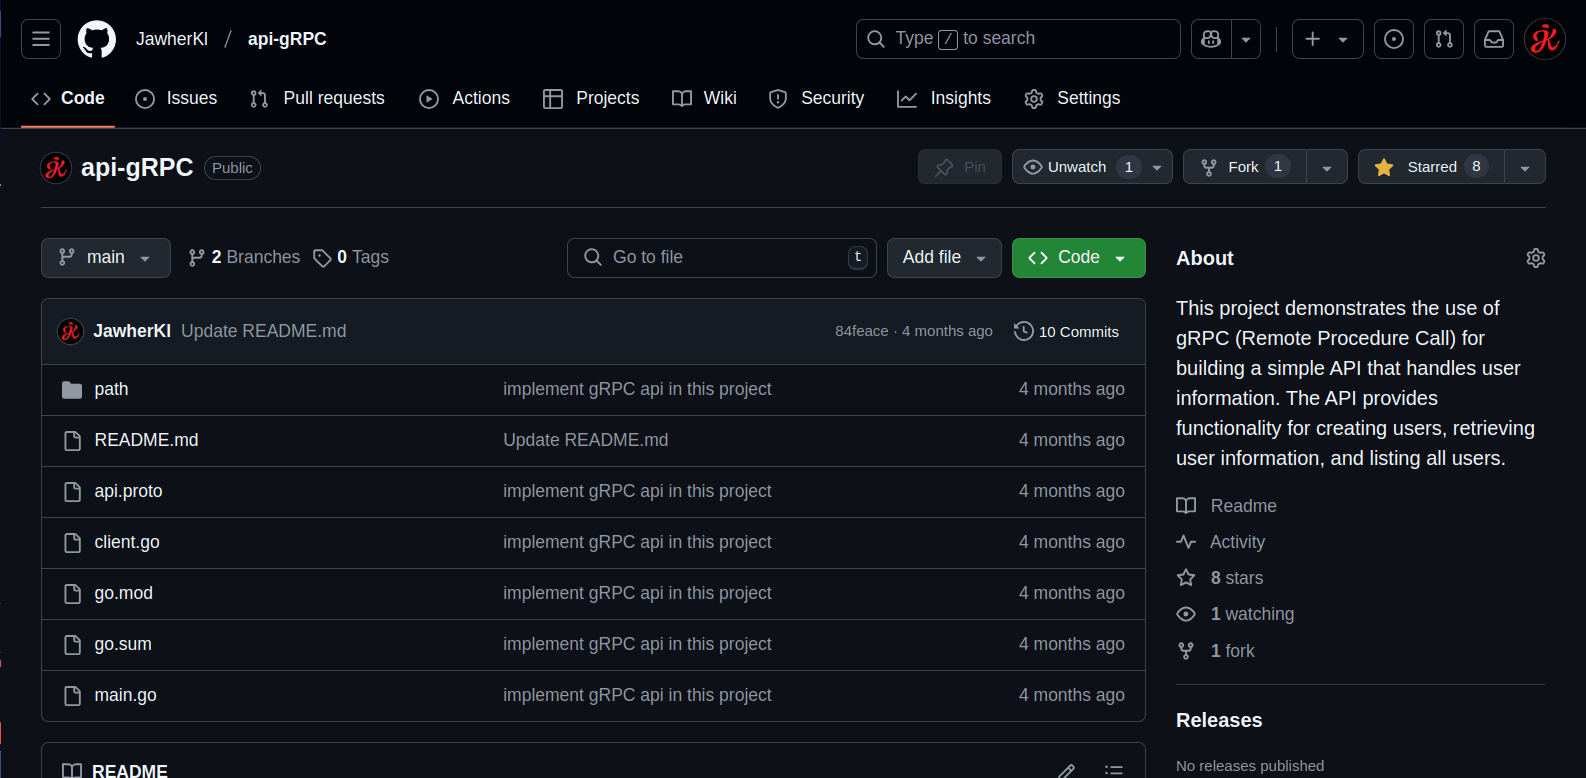 JawherKl / api-gRPC
Type / to search
Code Issues Pull requests Actions Projects Wiki Security Insights Settings
api-gRPC Public
Pin Unwatch 1 Fork 1 Starred 8
main 2 Branches 0 Tags
Go to file t Add file Code
JawherKl Update README.md 84feace · 4 months ago 10 Commits
path implement gRPC api in this project 4 months ago
README.md Update README.md 4 months ago
api.proto implement gRPC api in this project 4 months ago
client.go implement gRPC api in this project 4 months ago
go.mod implement gRPC api in this project 4 months ago
go.sum implement gRPC api in this project 4 months ago
main.go implement gRPC api in this project 4 months ago
README
About
This project demonstrates the use of
gRPC (Remote Procedure Call) for
building a simple API that handles user
information. The API provides
functionality for creating users, retrieving
user information, and listing all users.
Readme
Activity
8 stars
1 watching
1 fork
Releases
No releases published